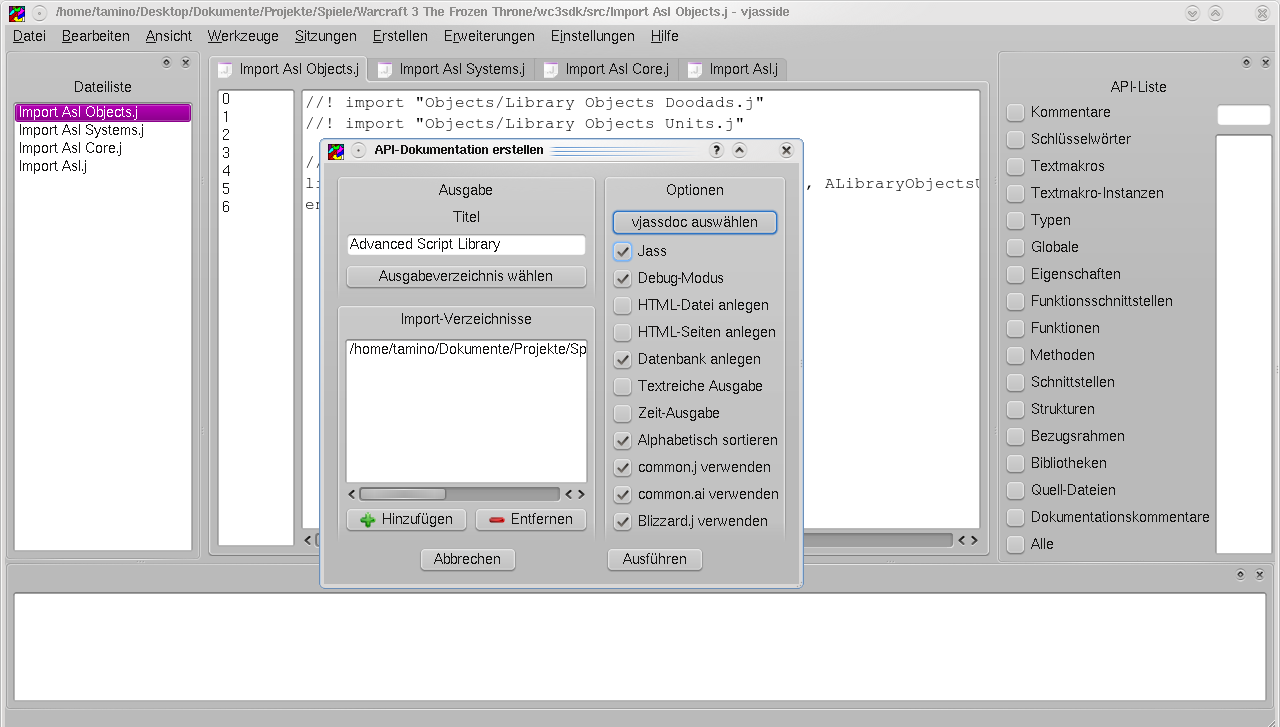 /home/tamino/Desktop/Dokumente/Projekte/Spiele/Warcraft 3 The Frozen Throne/wc3sdk/src/Import Asl Objects.j - vjasside
Datei Bearbeiten Ansicht Werkzeuge Sitzungen Erstellen Erweiterungen Einstellungen Hilfe
Dateiliste
Import Asl Objects.j
Import Asl Systems.j
Import Asl Core.j
Import Asl.j
Import Asl Objects.j Import Asl Systems.j Import Asl Core.j Import Asl.j
0
1
2
3
4
5
6
//! import "Objects/Library Objects Doodads.j"
//! import "Objects/Library Objects Units.j"
, ALibraryObjectsU
API-Dokumentation erstellen
Ausgabe
Titel
Advanced Script Library
Ausgabeverzeichnis wählen
Import-Verzeichnisse
/home/tamino/Dokumente/Projekte/Sp
Hinzufügen Entfernen
Optionen
vjassdoc auswählen
Jass
Debug-Modus
HTML-Datei anlegen
HTML-Seiten anlegen
Datenbank anlegen
Textreiche Ausgabe
Zeit-Ausgabe
Alphabetisch sortieren
common.j verwenden
common.ai verwenden
Blizzard.j verwenden
Abbrechen Ausführen
API-Liste
Kommentare
Schlüsselwörter
Textmakros
Textmakro-Instanzen
Typen
Globale
Eigenschaften
Funktionsschnittstellen
Funktionen
Methoden
Schnittstellen
Strukturen
Bezugsrahmen
Bibliotheken
Quell-Dateien
Dokumentationskommentare
Alle